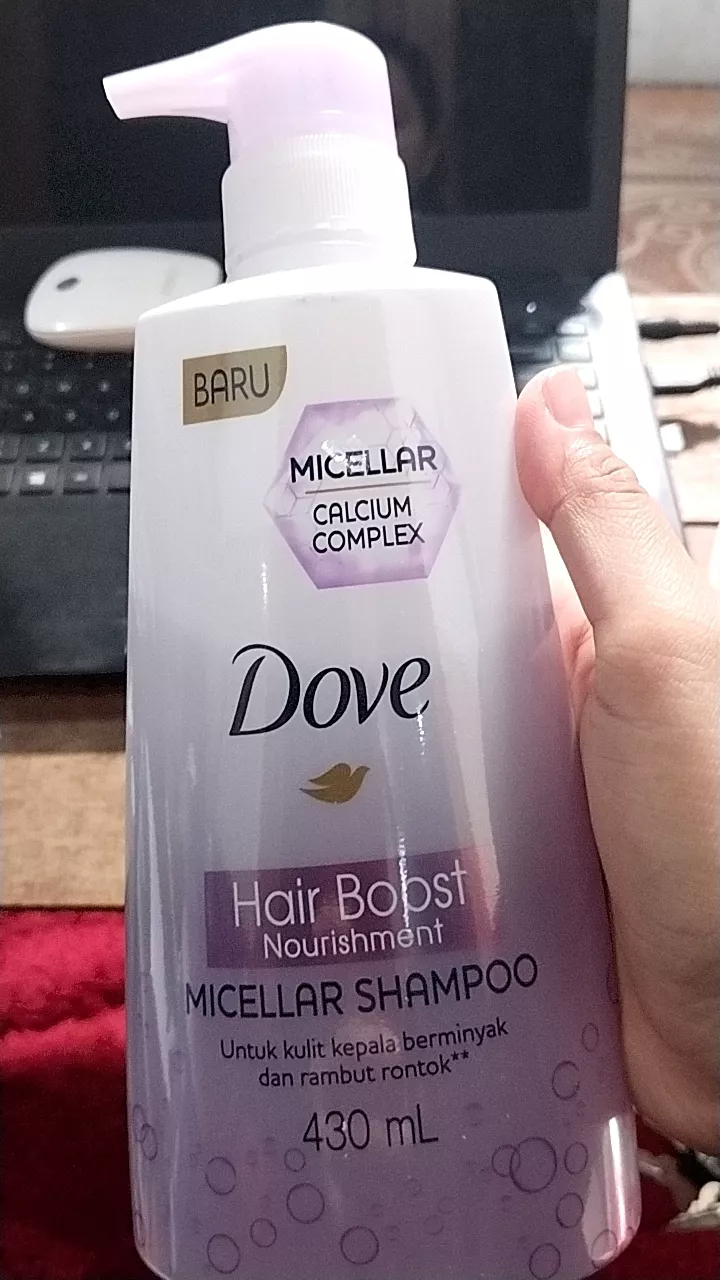 BARU
MICELLAR
CALCIUM
COMPLEX
Dove
Hair Boost
Nourishment
MICELLAR SHAMPOO
Untuk kulit kepala berminyak
dan rambut rontok**
430 mL